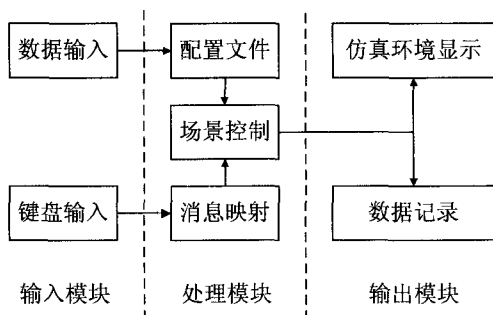 数据输入
配置文件
仿真环境显示
场景控制
键盘输入
消息映射
数据记录
输入模块
处理模块
输出模块